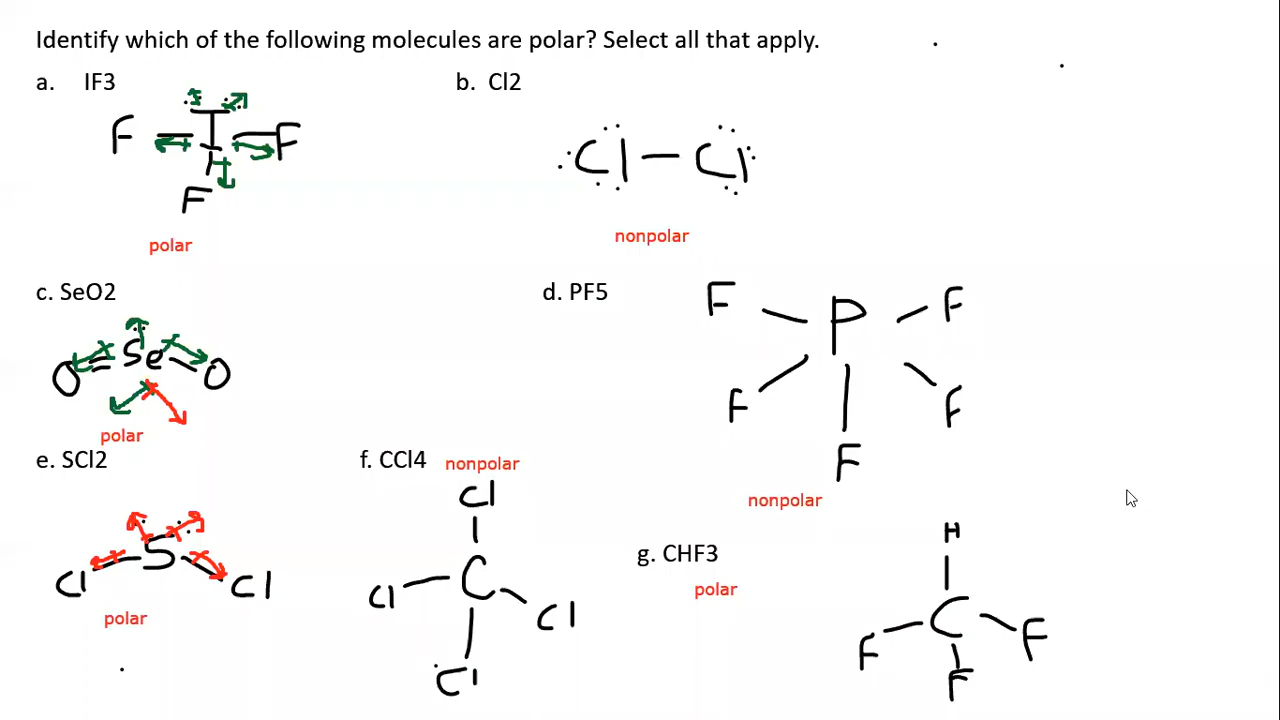 Identify which of the following molecules are polar? Select all that apply.
a. IF3
b. Cl2
F I F
F
Cl Cl
polar
nonpolar
c. SeO2
d. PF5
F P F
O Se O
F F
F
polar
nonpolar
e. SCl2
f. CCl4 nonpolar
Cl
S
Cl Cl
polar
C
Cl Cl
Cl
g. CHF3
polar
H
C
F F
F